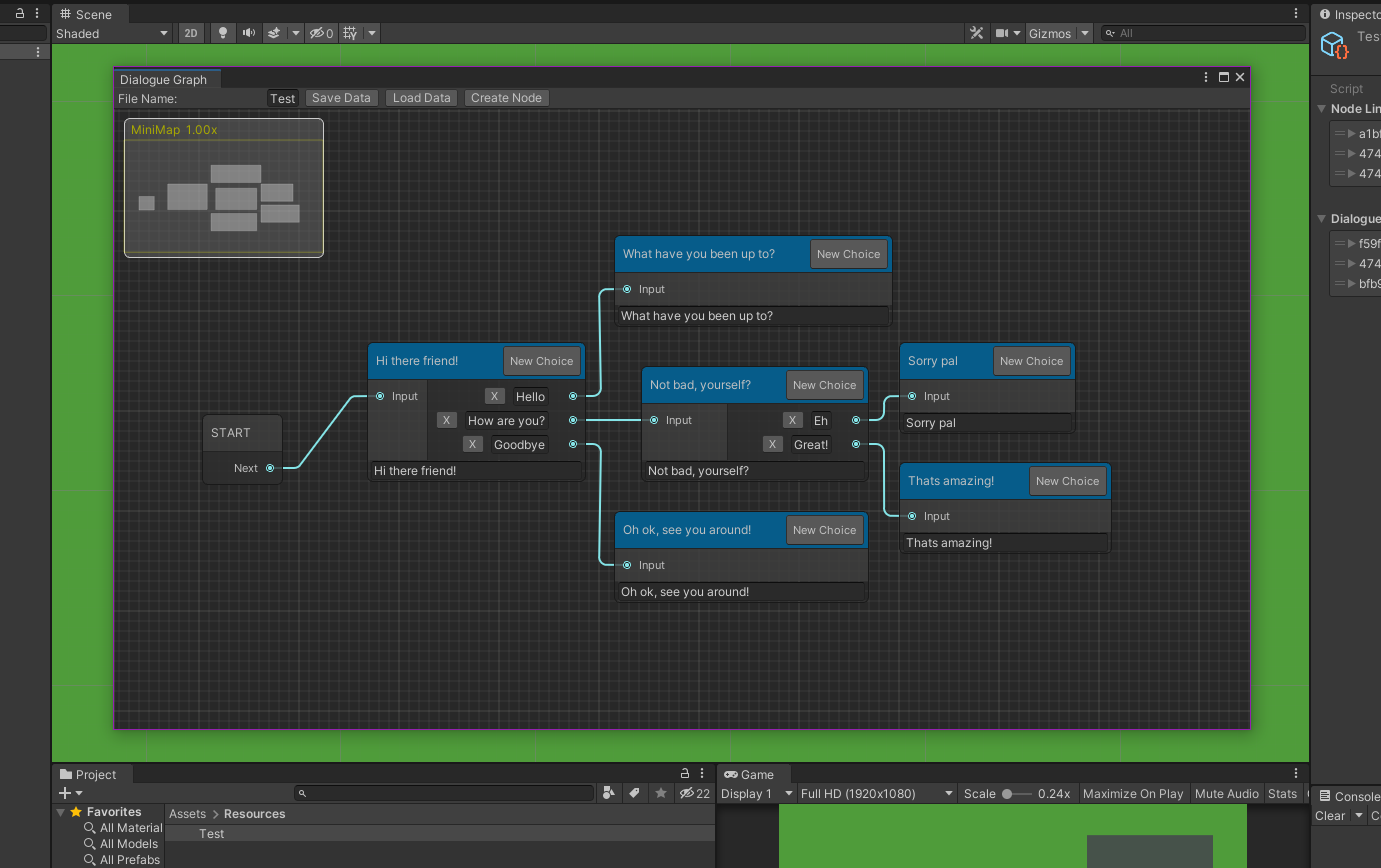 Scene
Inspecto
Shaded
2D
0
Gizmos
All
Tes
Dialogue Graph
File Name:
Test
Save Data
Load Data
Create Node
Script
Node Lin
a1bf
474
474
MiniMap 1.00x
What have you been up to?
New Choice
Input
What have you been up to?
Dialogue
f59f
474
bfb9
Hi there friend!
New Choice
Input
X
Hello
X
How are you?
X
Goodbye
Hi there friend!
Not bad, yourself?
New Choice
Input
X
Eh
X
Great!
Not bad, yourself?
Sorry pal
New Choice
Input
Sorry pal
START
Next
Thats amazing!
New Choice
Input
Thats amazing!
Oh ok, see you around!
New Choice
Input
Oh ok, see you around!
Project
22
Favorites
All Material
All Models
All Prefabs
Assets > Resources
Test
Game
Display 1
Full HD (1920x1080)
Scale
0.24x
Maximize On Play
Mute Audio
Stats
Console
Clear